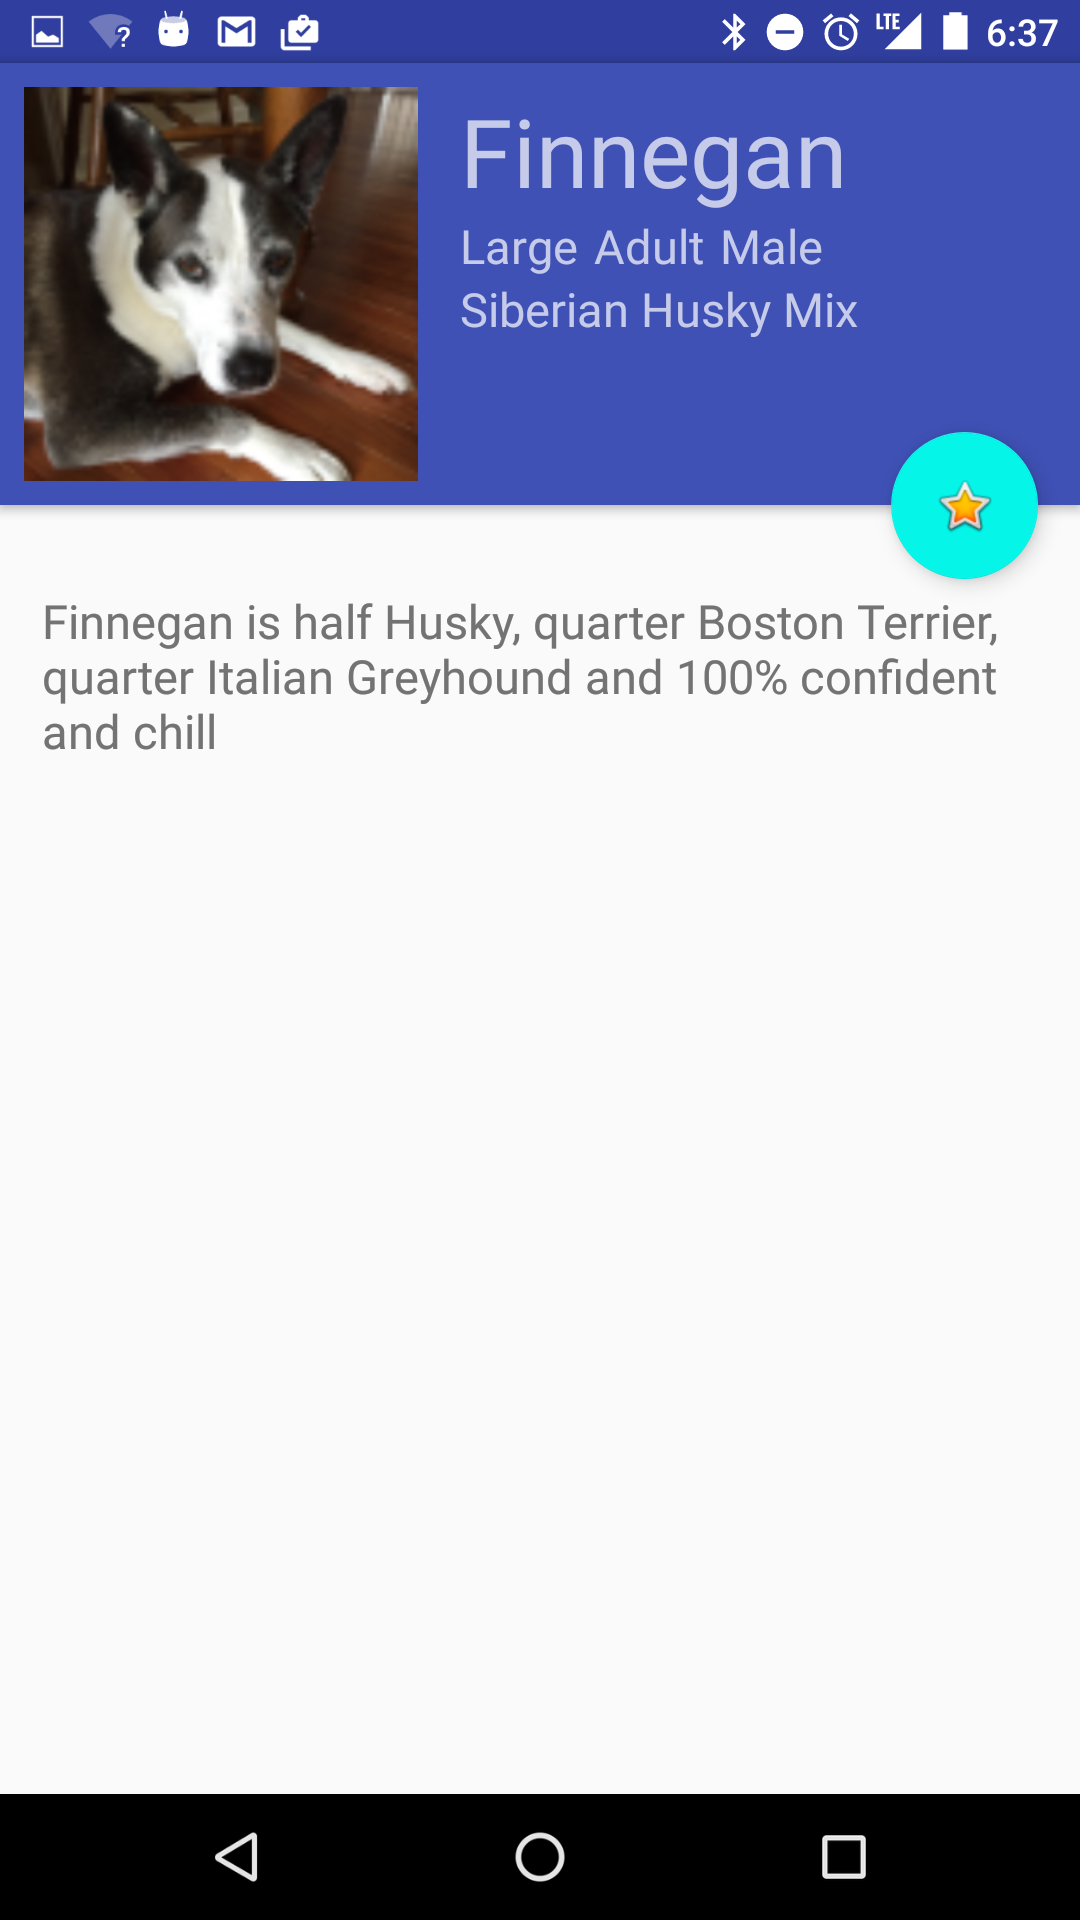 LTE 6:37
Finnegan
Large Adult Male
Siberian Husky Mix
Finnegan is half Husky, quarter Boston Terrier,
quarter Italian Greyhound and 100% confident
and chill